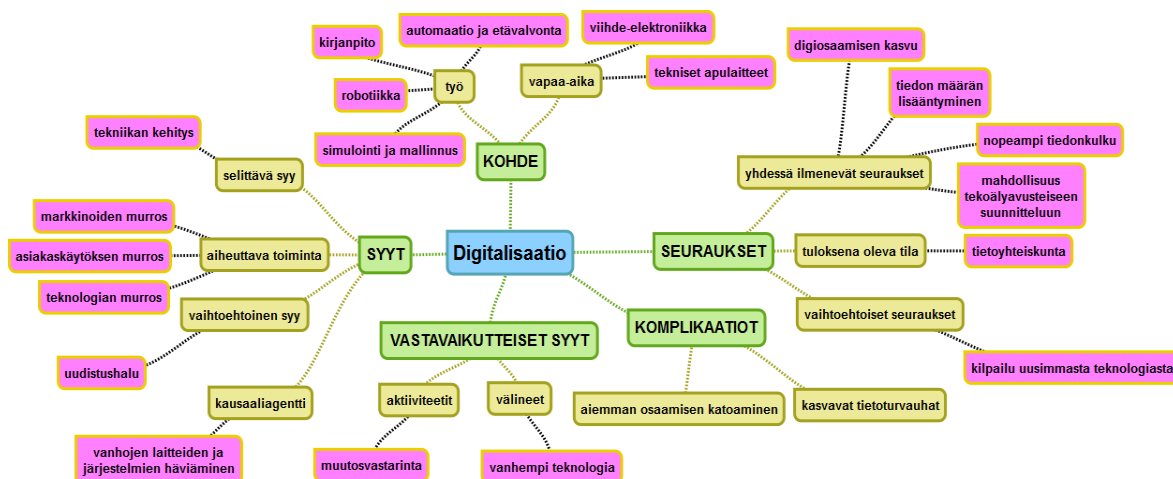 kirjanpito
automaatio ja etävalvonta
viihde-elektroniikka
digiosaamisen kasvu
robotiikka
työ
vapaa-aika
tekniset apulaitteet
tiedon määrän
lisääntyminen
tekniikan kehitys
simulointi ja mallinnus
KOHDE
nopeampi tiedonkulku
selittävä syy
yhdessä ilmenevät seuraukset
mahdollisuus
tekoälyavusteiseen
suunnitteluun
markkinoiden murros
asiakaskäytöksen murros
aiheuttava toiminta
SYYT
Digitalisaatio
SEURAUKSET
tuloksena oleva tila
tietoyhteiskunta
teknologian murros
vaihtoehtoinen syy
vaihtoehtoiset seuraukset
VASTAVAIKUTTEISET SYYT
KOMPLIKAATIOT
uudistushalu
kilpailu uusimmasta teknologiasta
kausaaliagentti
aktiiviteetit
välineet
aiemman osaamisen katoaminen
kasvavat tietoturvauhat
vanhojen laitteiden ja
järjestelmien häviäminen
muutosvastarinta
vanhempi teknologia